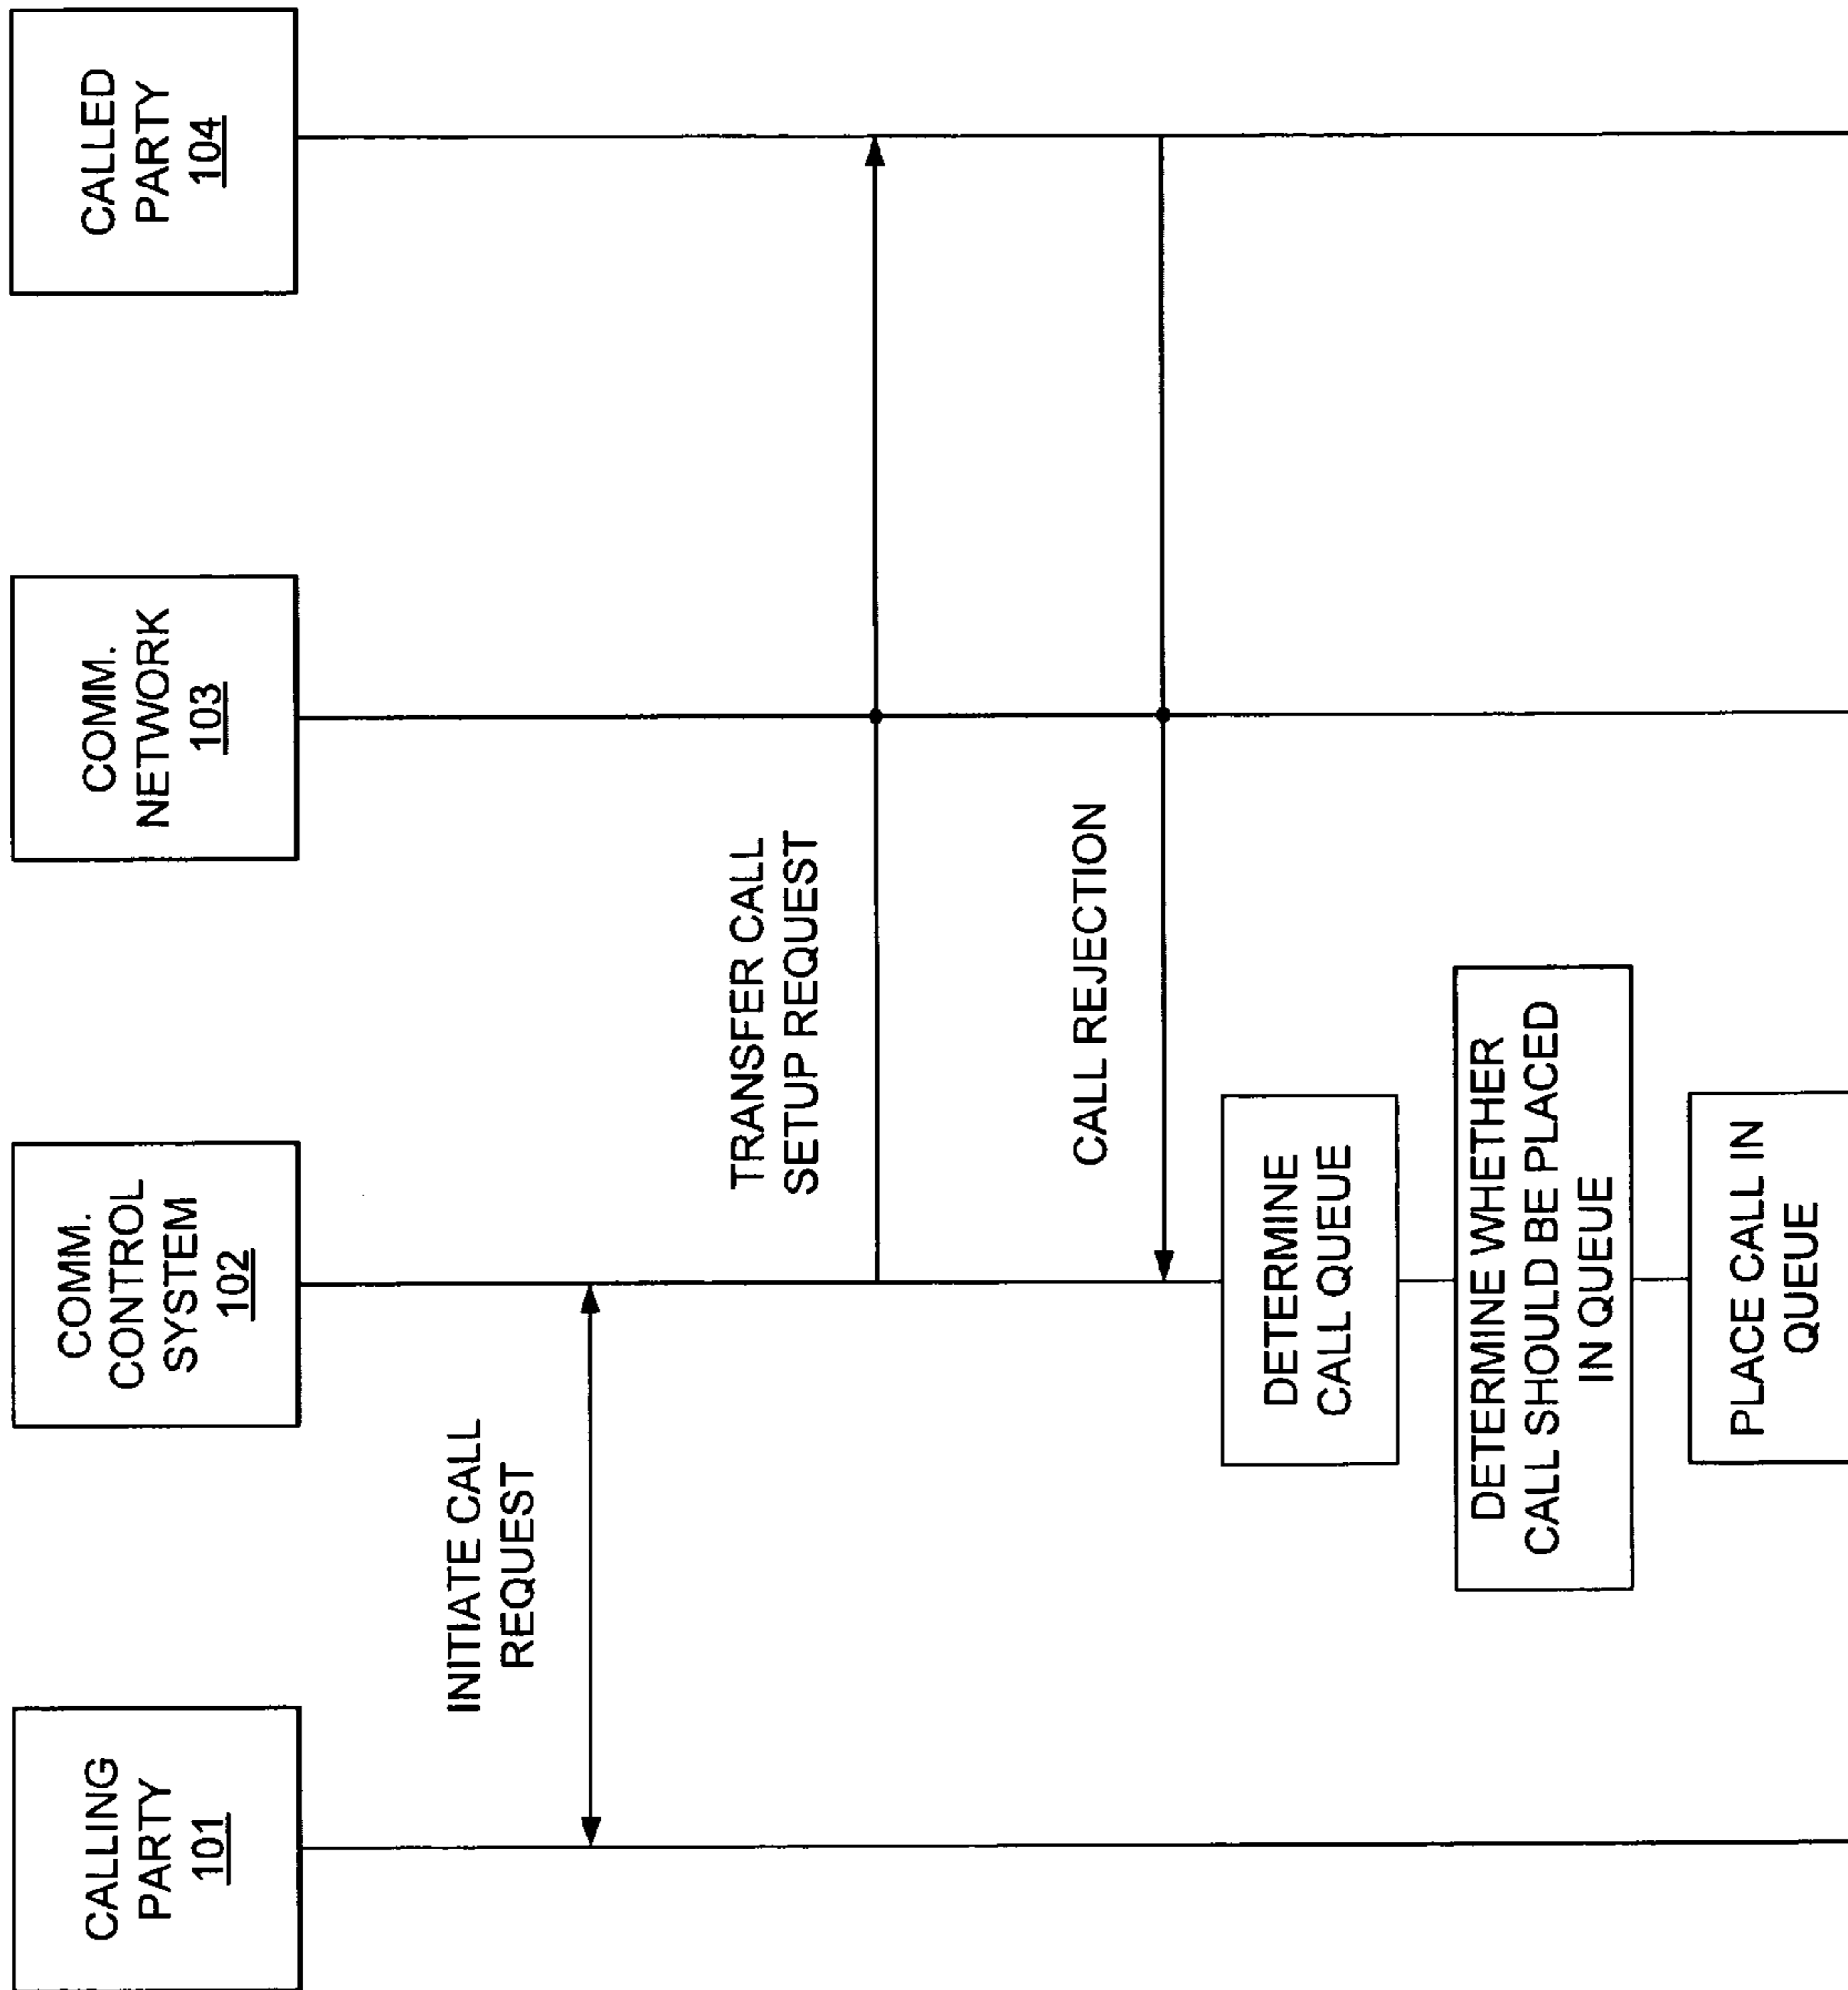 CALLING
PARTY
101
COMM.
CONTROL
SYSTEM
102
COMM.
NETWORK
103
CALLED
PARTY
104
INITIATE CALL
REQUEST
TRANSFER CALL
SETUP REQUEST
CALL REJECTION
DETERMINE
CALL QUEUE
DETERMINE WHETHER
CALL SHOULD BE PLACED
IN QUEUE
PLACE CALL IN
QUEUE